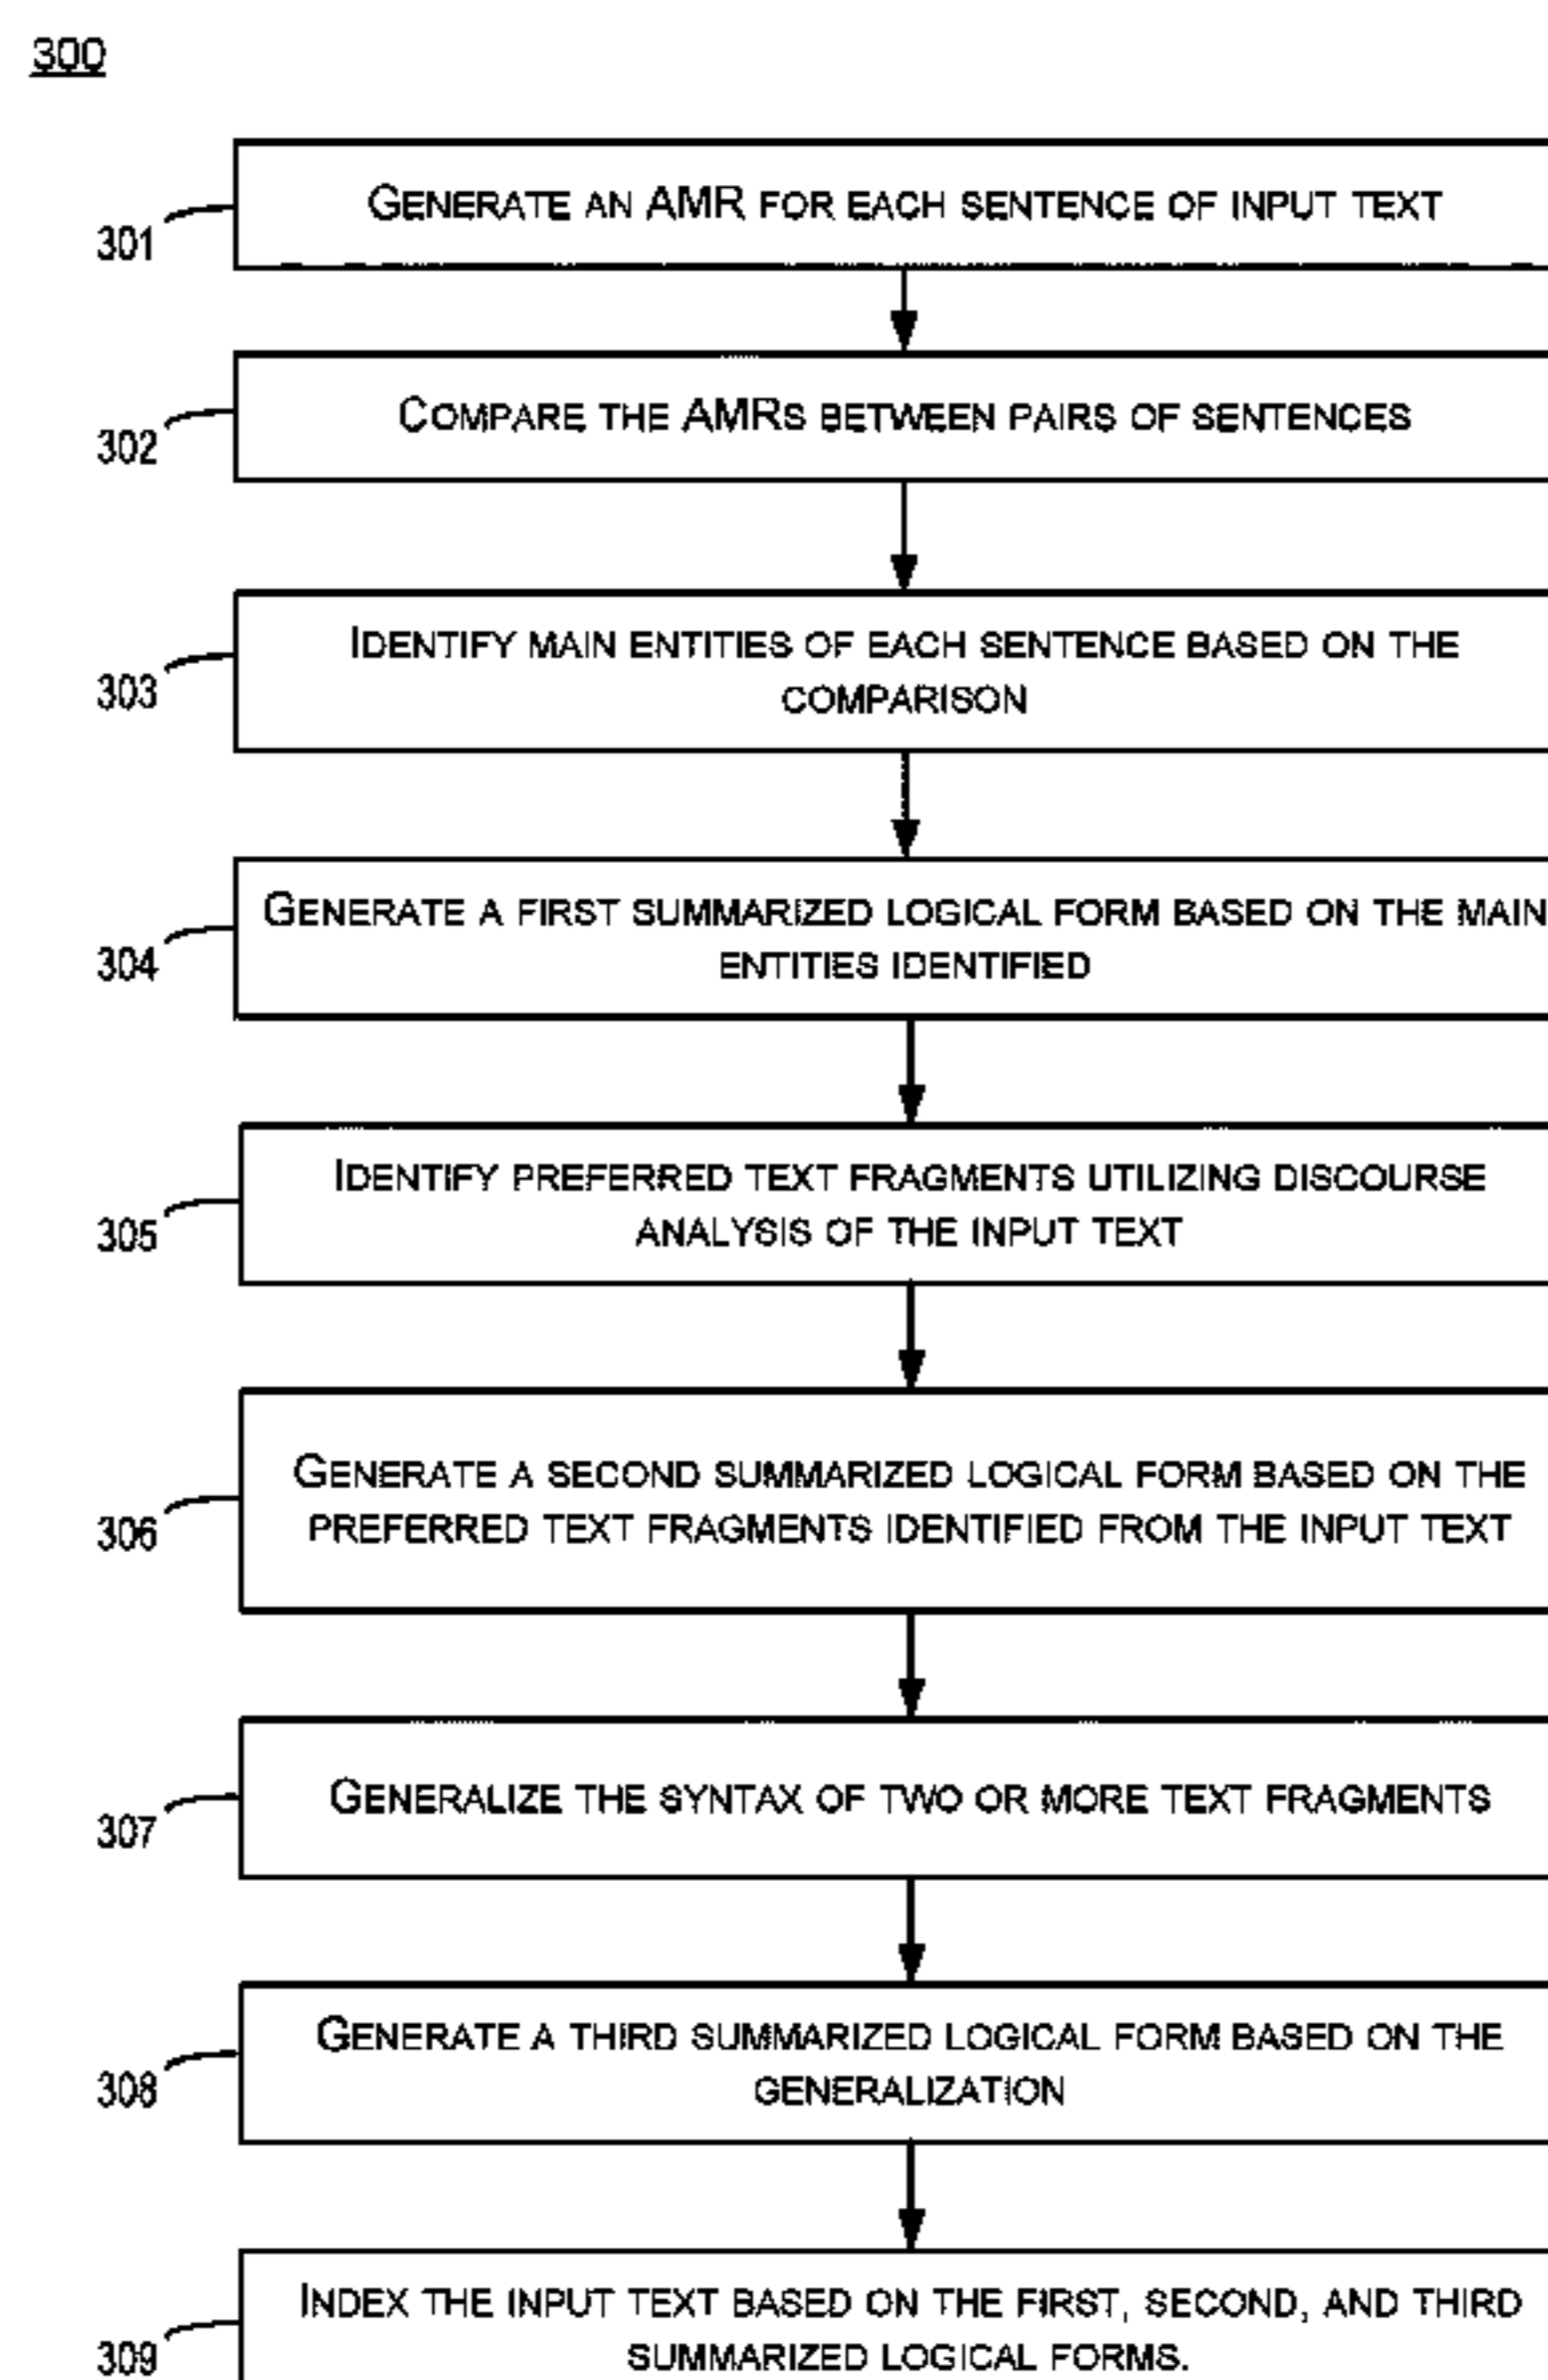 300
301
GENERATE AN AMR FOR EACH SENTENCE OF INPUT TEXT
302
COMPARE THE AMRS BETWEEN PAIRS OF SENTENCES
303
IDENTIFY MAIN ENTITIES OF EACH SENTENCE BASED ON THE
COMPARISON
304
GENERATE A FIRST SUMMARIZED LOGICAL FORM BASED ON THE MAIN
ENTITIES IDENTIFIED
305
IDENTIFY PREFERRED TEXT FRAGMENTS UTILIZING DISCOURSE
ANALYSIS OF THE INPUT TEXT
306
GENERATE A SECOND SUMMARIZED LOGICAL FORM BASED ON THE
PREFERRED TEXT FRAGMENTS IDENTIFIED FROM THE INPUT TEXT
307
GENERALIZE THE SYNTAX OF TWO OR MORE TEXT FRAGMENTS
308
GENERATE A THIRD SUMMARIZED LOGICAL FORM BASED ON THE
GENERALIZATION
309
INDEX THE INPUT TEXT BASED ON THE FIRST, SECOND, AND THIRD
SUMMARIZED LOGICAL FORMS.